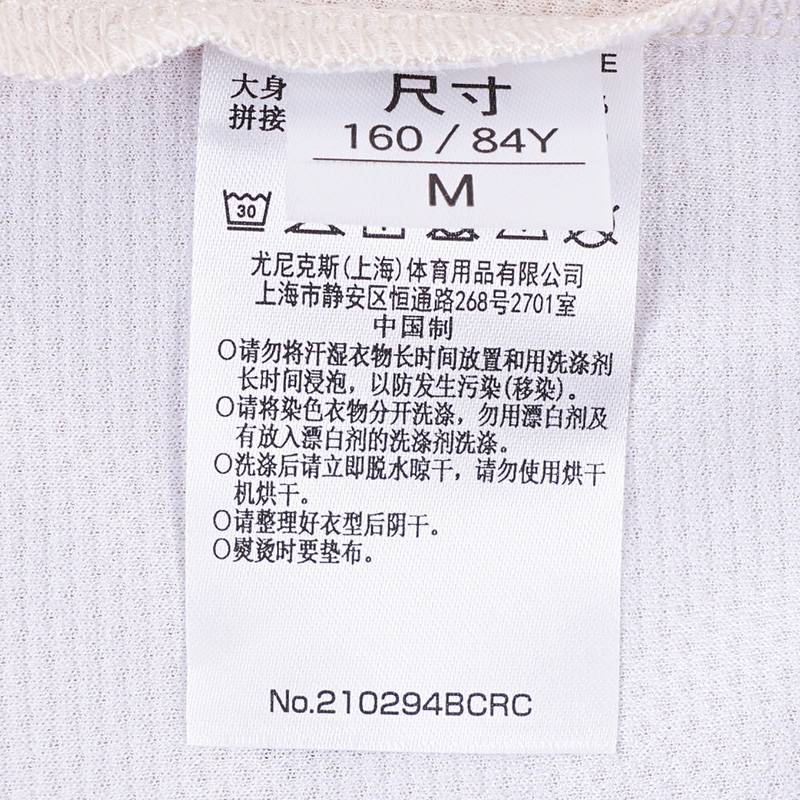 大身
拼接
E
尺寸
160 / 84Y
M
30
尤尼克斯(上海)体育用品有限公司
上海市静安区恒通路268号2701室
中国制
○请勿将汗湿衣物长时间放置和用洗涤剂
长时间浸泡，以防发生污染(移染)。
○请将染色衣物分开洗涤，勿用漂白剂及
有放入漂白剂的洗涤剂洗涤。
○洗涤后请立即脱水晾干，请勿使用烘干
机烘干。
○请整理好衣型后阴干。
○熨烫时要垫布。
No.210294BCRC